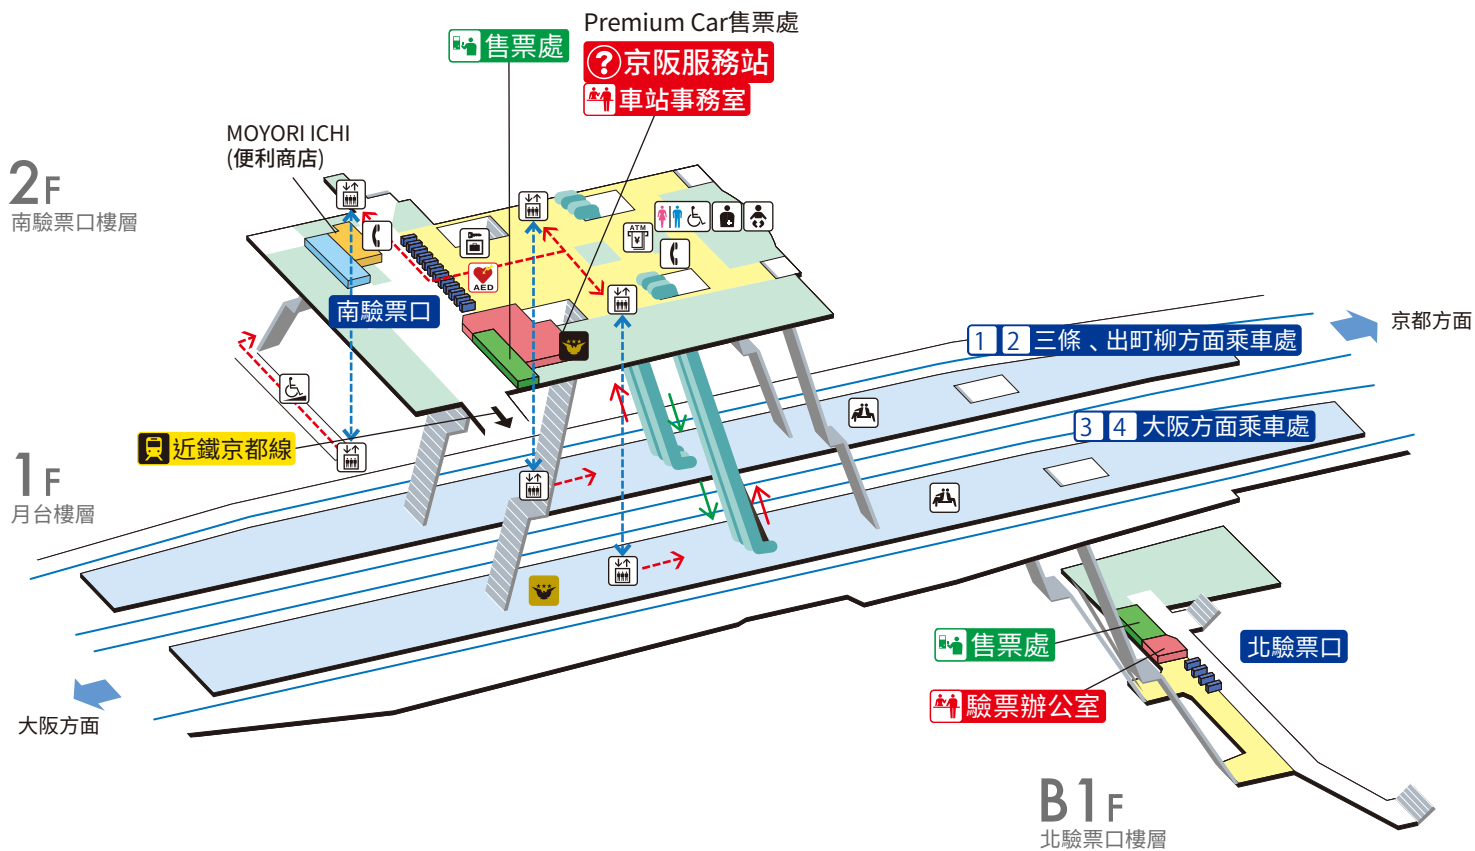 Premium Car售票處
售票處
京阪服務站
車站事務室
MOYORI ICHI
(便利商店)
2F
南驗票口樓層
ATM
AED
南驗票口
京都方面
1 2 三條、出町柳方面乘車處
3 4 大阪方面乘車處
近鐵京都線
1F
月台樓層
大阪方面
售票處
北驗票口
驗票辦公室
B1F
北驗票口樓層